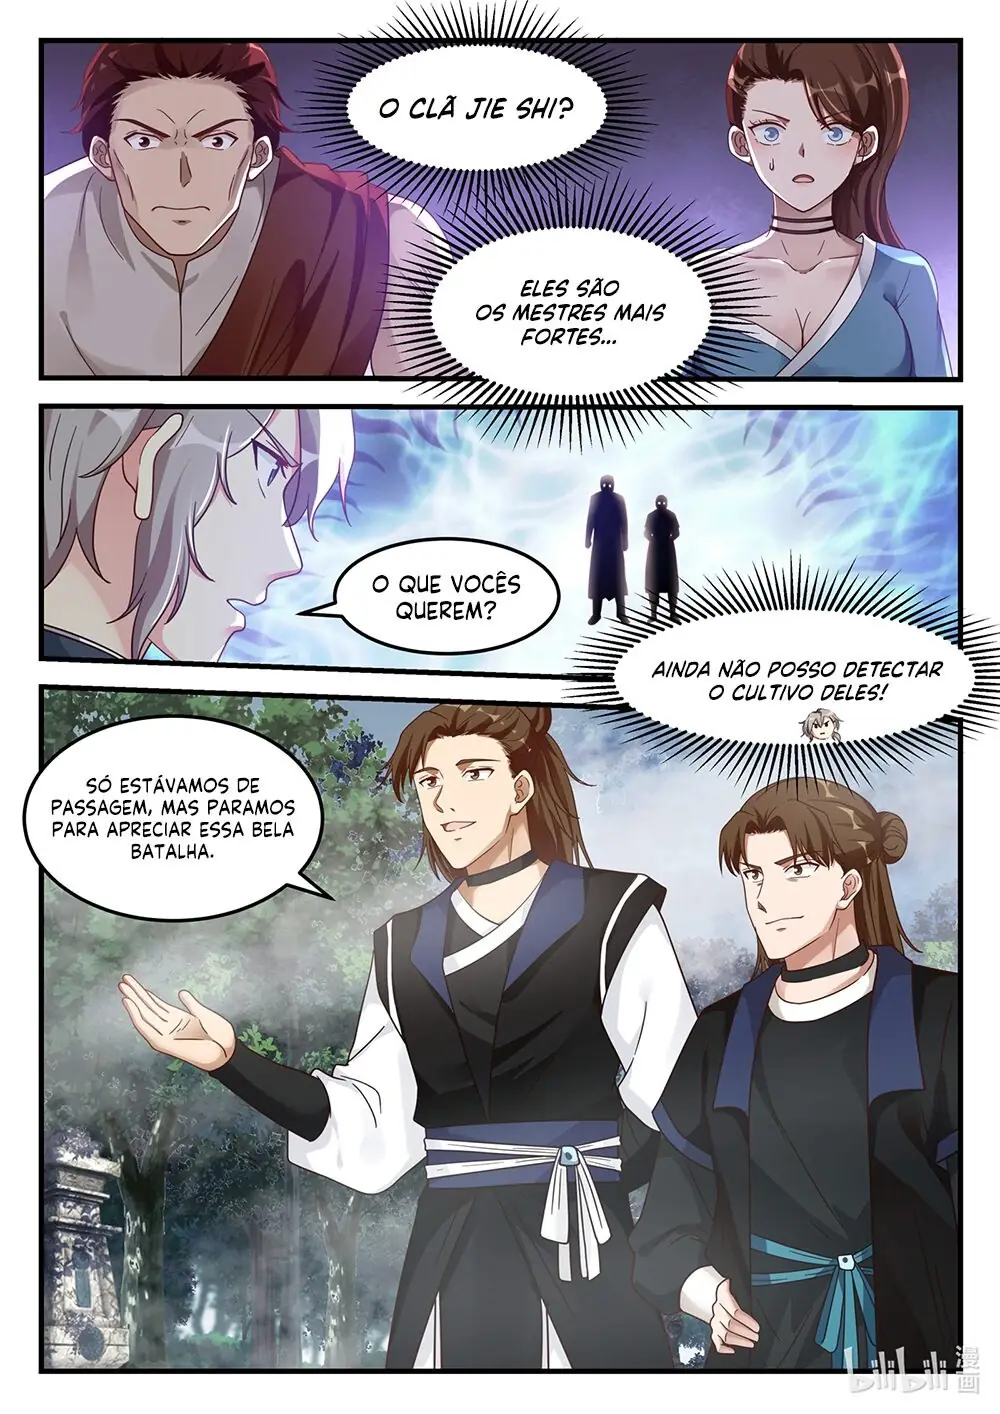 O CLÃ JIE SHI?
ELES SÃO
OS MESTRES MAIS
FORTES...
O QUE VOCÊS
QUEREM?
AINDA NÃO POSSO DETECTAR
O CULTIVO DELES!
SÓ ESTÁVAMOS DE
PASSAGEM, MAS PARAMOS
PARA APRECIAR ESSA BELA
BATALHA.
bilibili
漫画